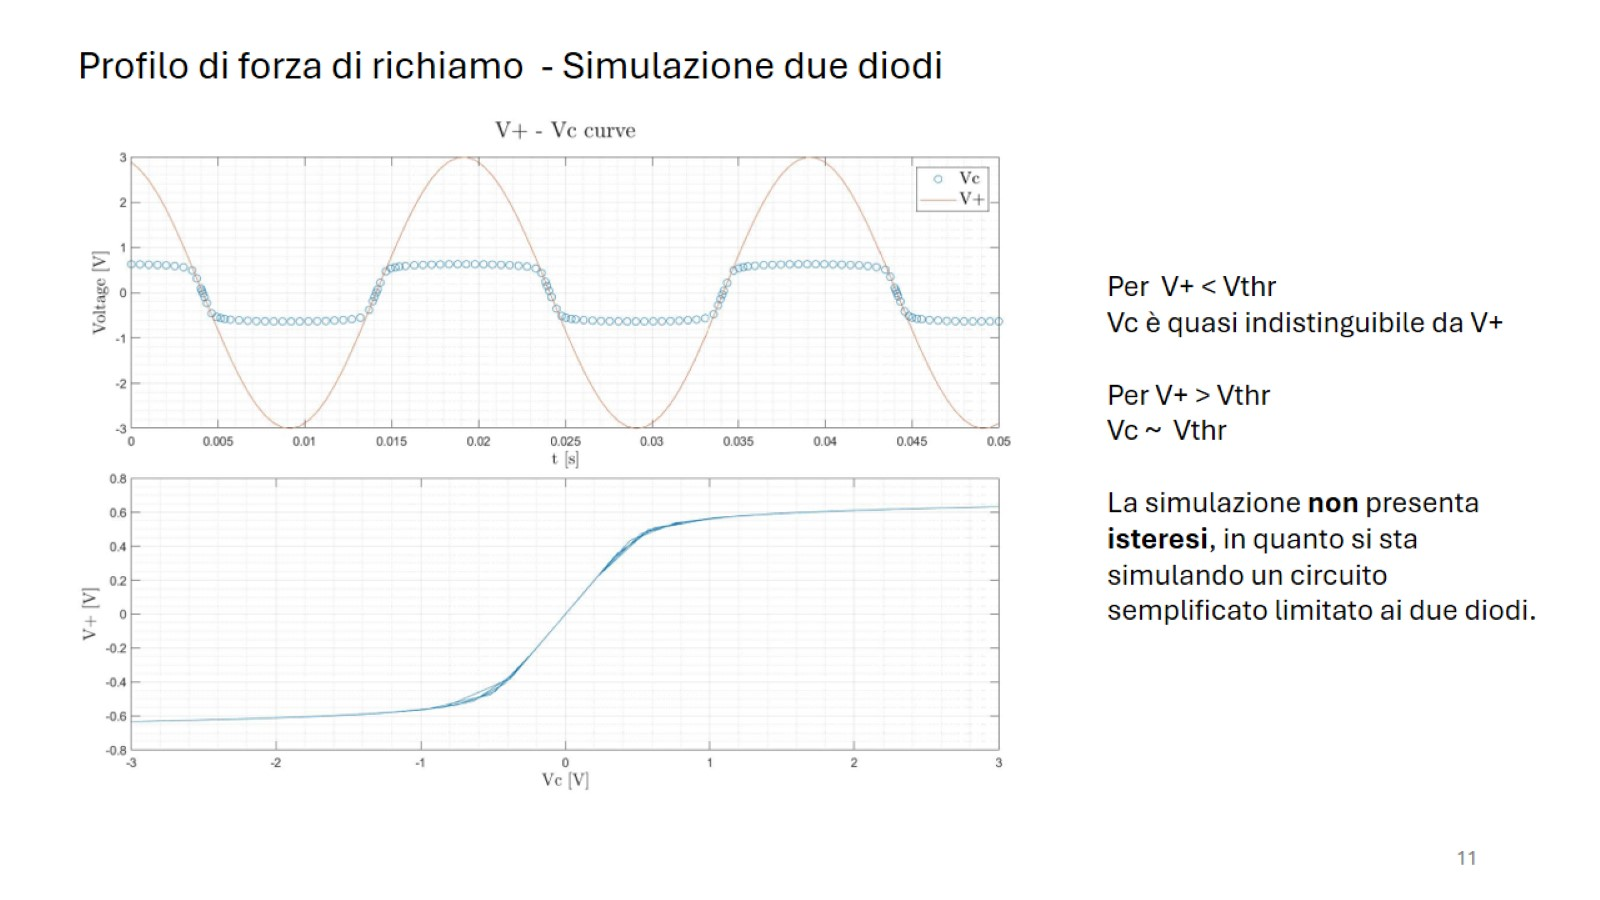 Profilo di forza di richiamo - Simulazione due diodi
V+ - Vc curve
Voltage [V]
3
2
1
0
-1
-2
-3
Vc
V+
0 0.005 0.01 0.015 0.02 0.025 0.03 0.035 0.04 0.045 0.05
t [s]
V+ [V]
0.8
0.6
0.4
0.2
0
-0.2
-0.4
-0.6
-0.8
-3 -2 -1 0 1 2 3
Vc [V]
Per V+ < Vthr
Vc è quasi indistinguibile da V+
Per V+ > Vthr
Vc ~ Vthr
La simulazione non presenta
isteresi, in quanto si sta
simulando un circuito
semplificato limitato ai due diodi.
11